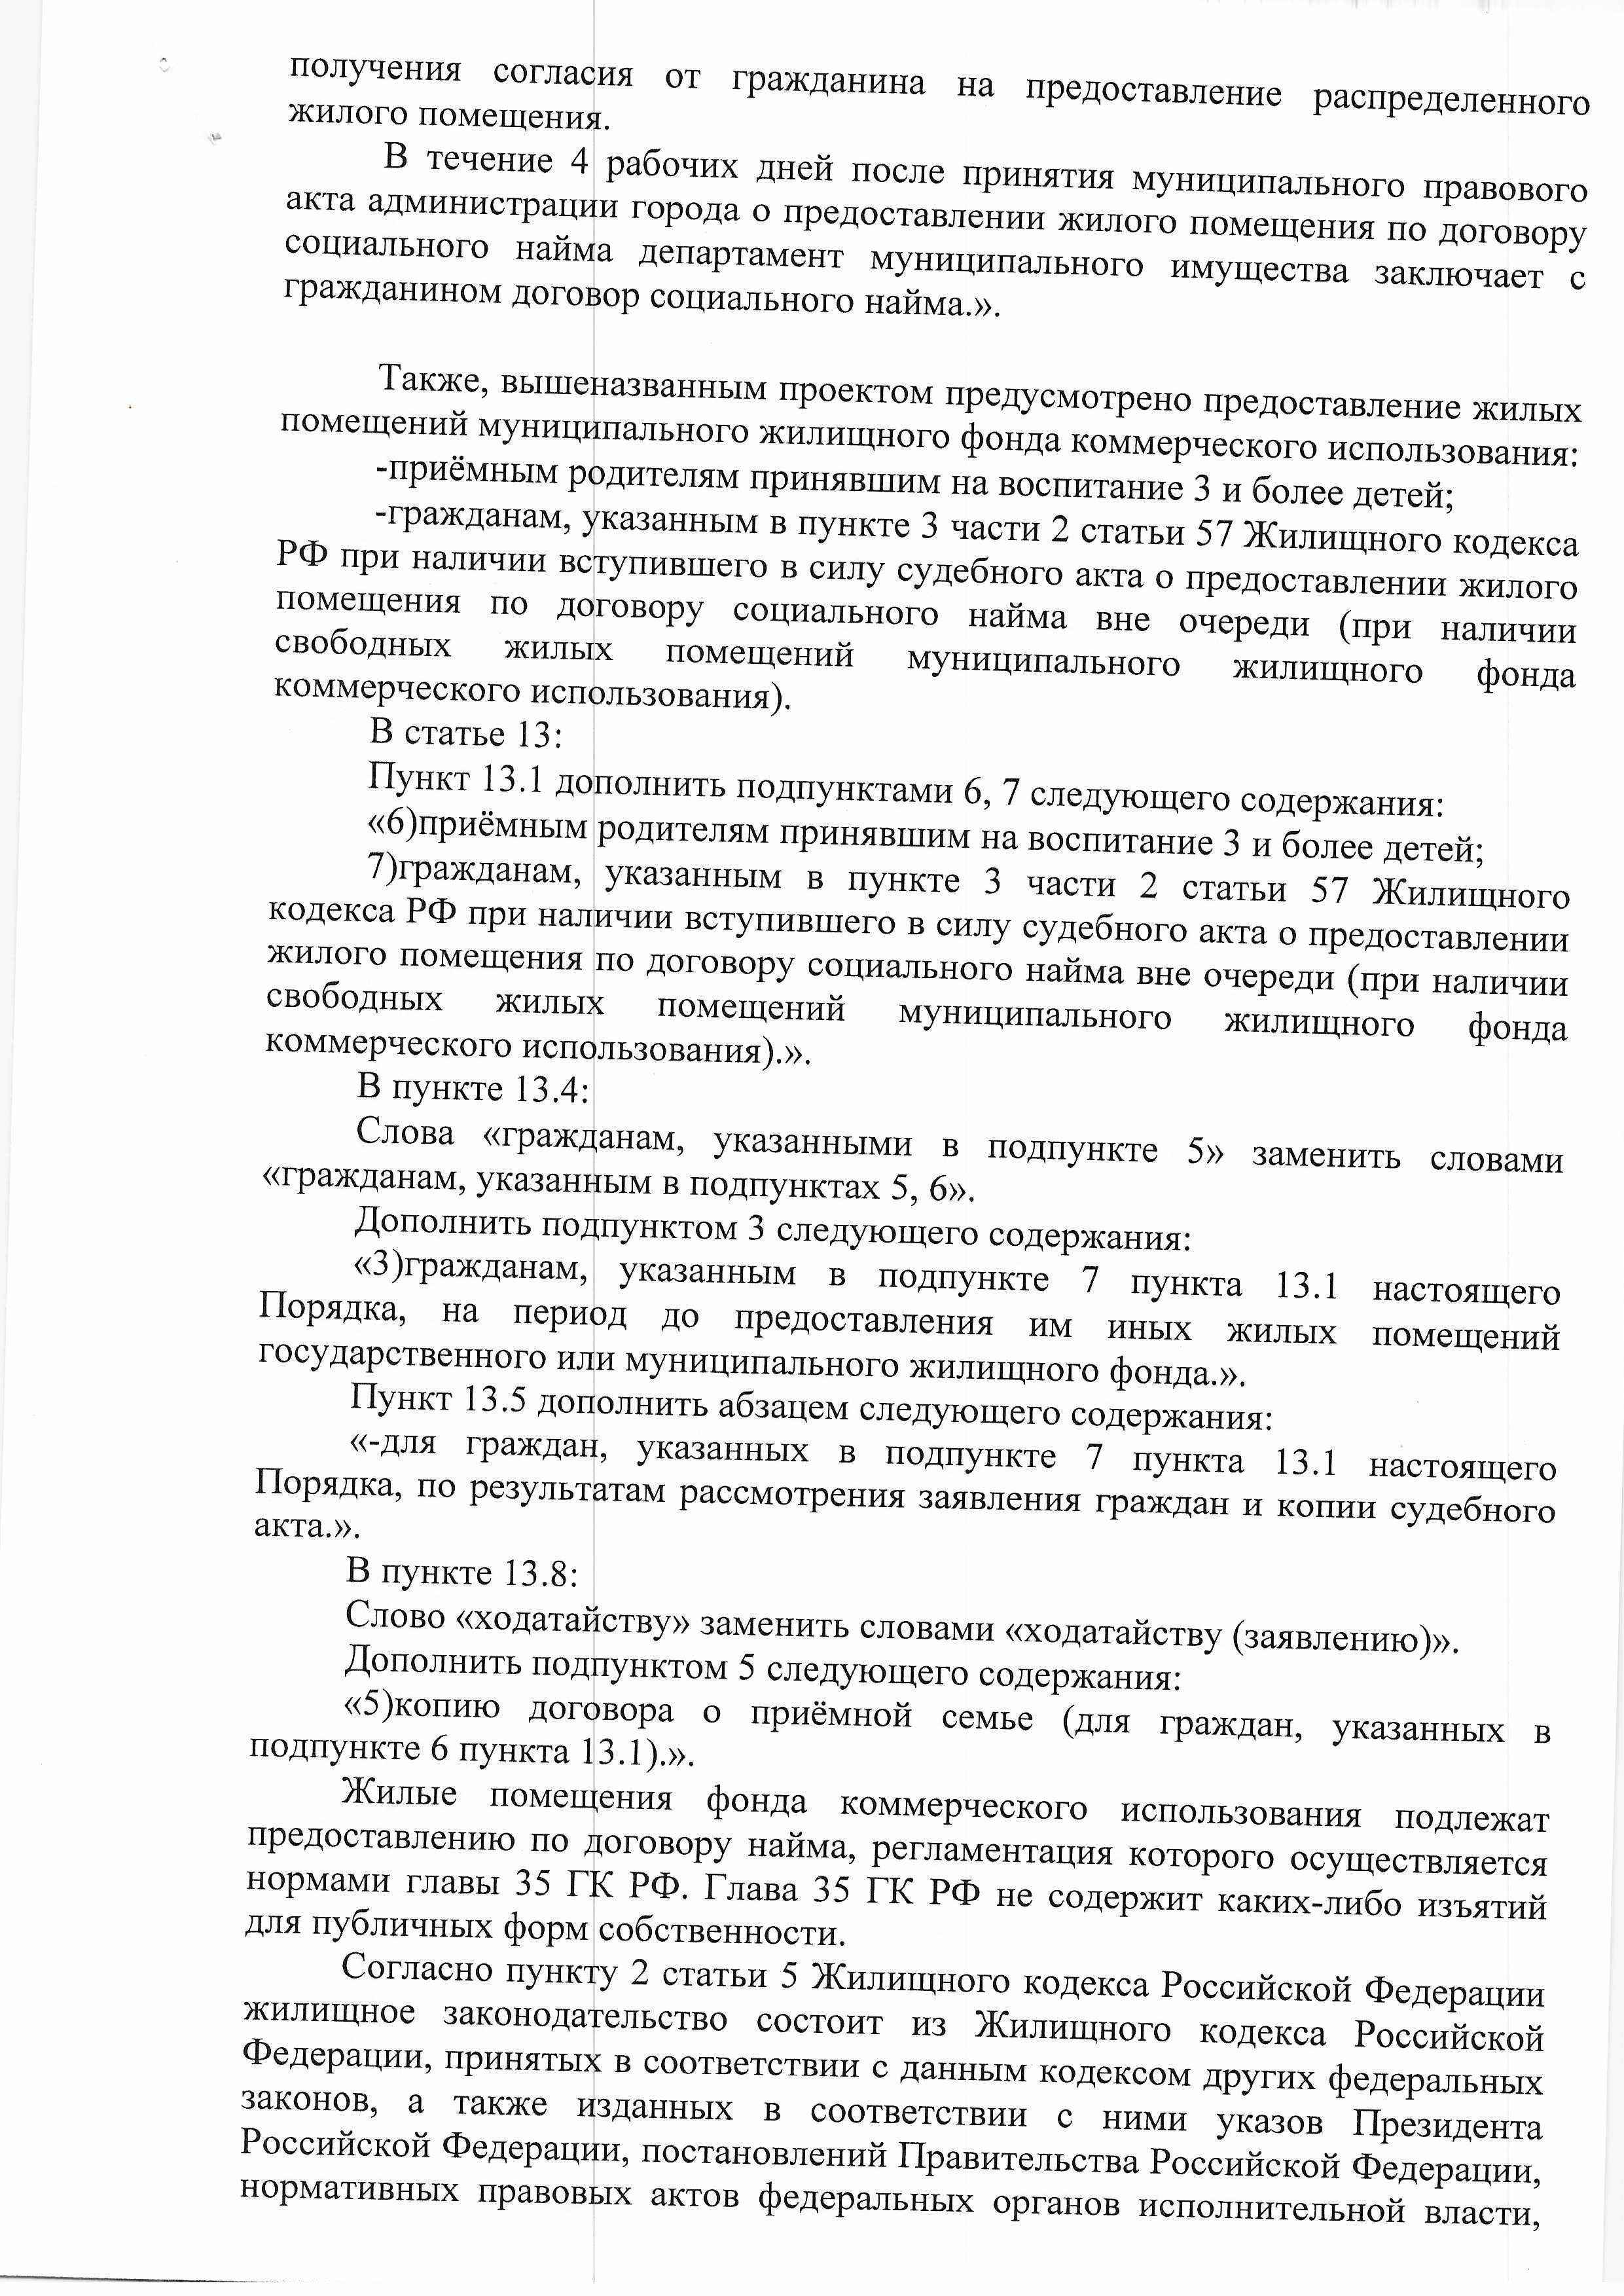 получения согласия от гражданина на предоставление распределенного
жилого помещения.
В течение 4 рабочих дней после принятия муниципального правового
акта администрации города о предоставлении жилого помещения по договору
социального найма департамент муниципального имущества заключает с
гражданином договор социального найма.».
Также, вышеназванным проектом предусмотрено предоставление жилых
помещений муниципального жилищного фонда коммерческого использования:
-приёмным родителям принявшим на воспитание 3 и более детей;
-гражданам, указанным в пункте 3 части 2 статьи 57 Жилищного кодекса
РФ при наличии вступившего в силу судебного акта о предоставлении жилого
помещения по договору социального найма вне очереди (при наличии
свободных жилых помещений муниципального жилищного фонда
коммерческого использования).
В статье 13:
Пункт 13.1 дополнить подпунктами 6, 7 следующего содержания:
«6)приёмным родителям принявшим на воспитание 3 и более детей;
7)гражданам, указанным в пункте 3 части 2 статьи 57 Жилищного
кодекса РФ при наличии вступившего в силу судебного акта о предоставлении
жилого помещения по договору социального найма вне очереди (при наличии
свободных жилых помещений муниципального жилищного фонда
коммерческого использования).».
В пункте 13.4:
Слова «гражданам, указанными в подпункте 5» заменить словами
«гражданам, указанным в подпунктах 5, 6».
Дополнить подпунктом 3 следующего содержания:
«3)гражданам, указанным в подпункте 7 пункта 13.1 настоящего
Порядка, на период до предоставления им иных жилых помещений
государственного или муниципального жилищного фонда.».
Пункт 13.5 дополнить абзацем следующего содержания:
«-для граждан, указанных в подпункте 7 пункта 13.1 настоящего
Порядка, по результатам рассмотрения заявления граждан и копии судебного
акта.».
В пункте 13.8:
Слово «ходатайству» заменить словами «ходатайству (заявлению)».
Дополнить подпунктом 5 следующего содержания:
«5)копию договора о приёмной семье (для граждан, указанных в
подпункте 6 пункта 13.1).».
Жилые помещения фонда коммерческого использования подлежат
предоставлению по договору найма, регламентация которого осуществляется
нормами главы 35 ГК РФ. Глава 35 ГК РФ не содержит каких-либо изъятий
для публичных форм собственности.
Согласно пункту 2 статьи 5 Жилищного кодекса Российской Федерации
жилищное законодательство состоит из Жилищного кодекса Российской
Федерации, принятых в соответствии с данным кодексом других федеральных
законов, а также изданных в соответствии с ними указов Президента
Российской Федерации, постановлений Правительства Российской Федерации,
нормативных правовых актов федеральных органов исполнительной власти,